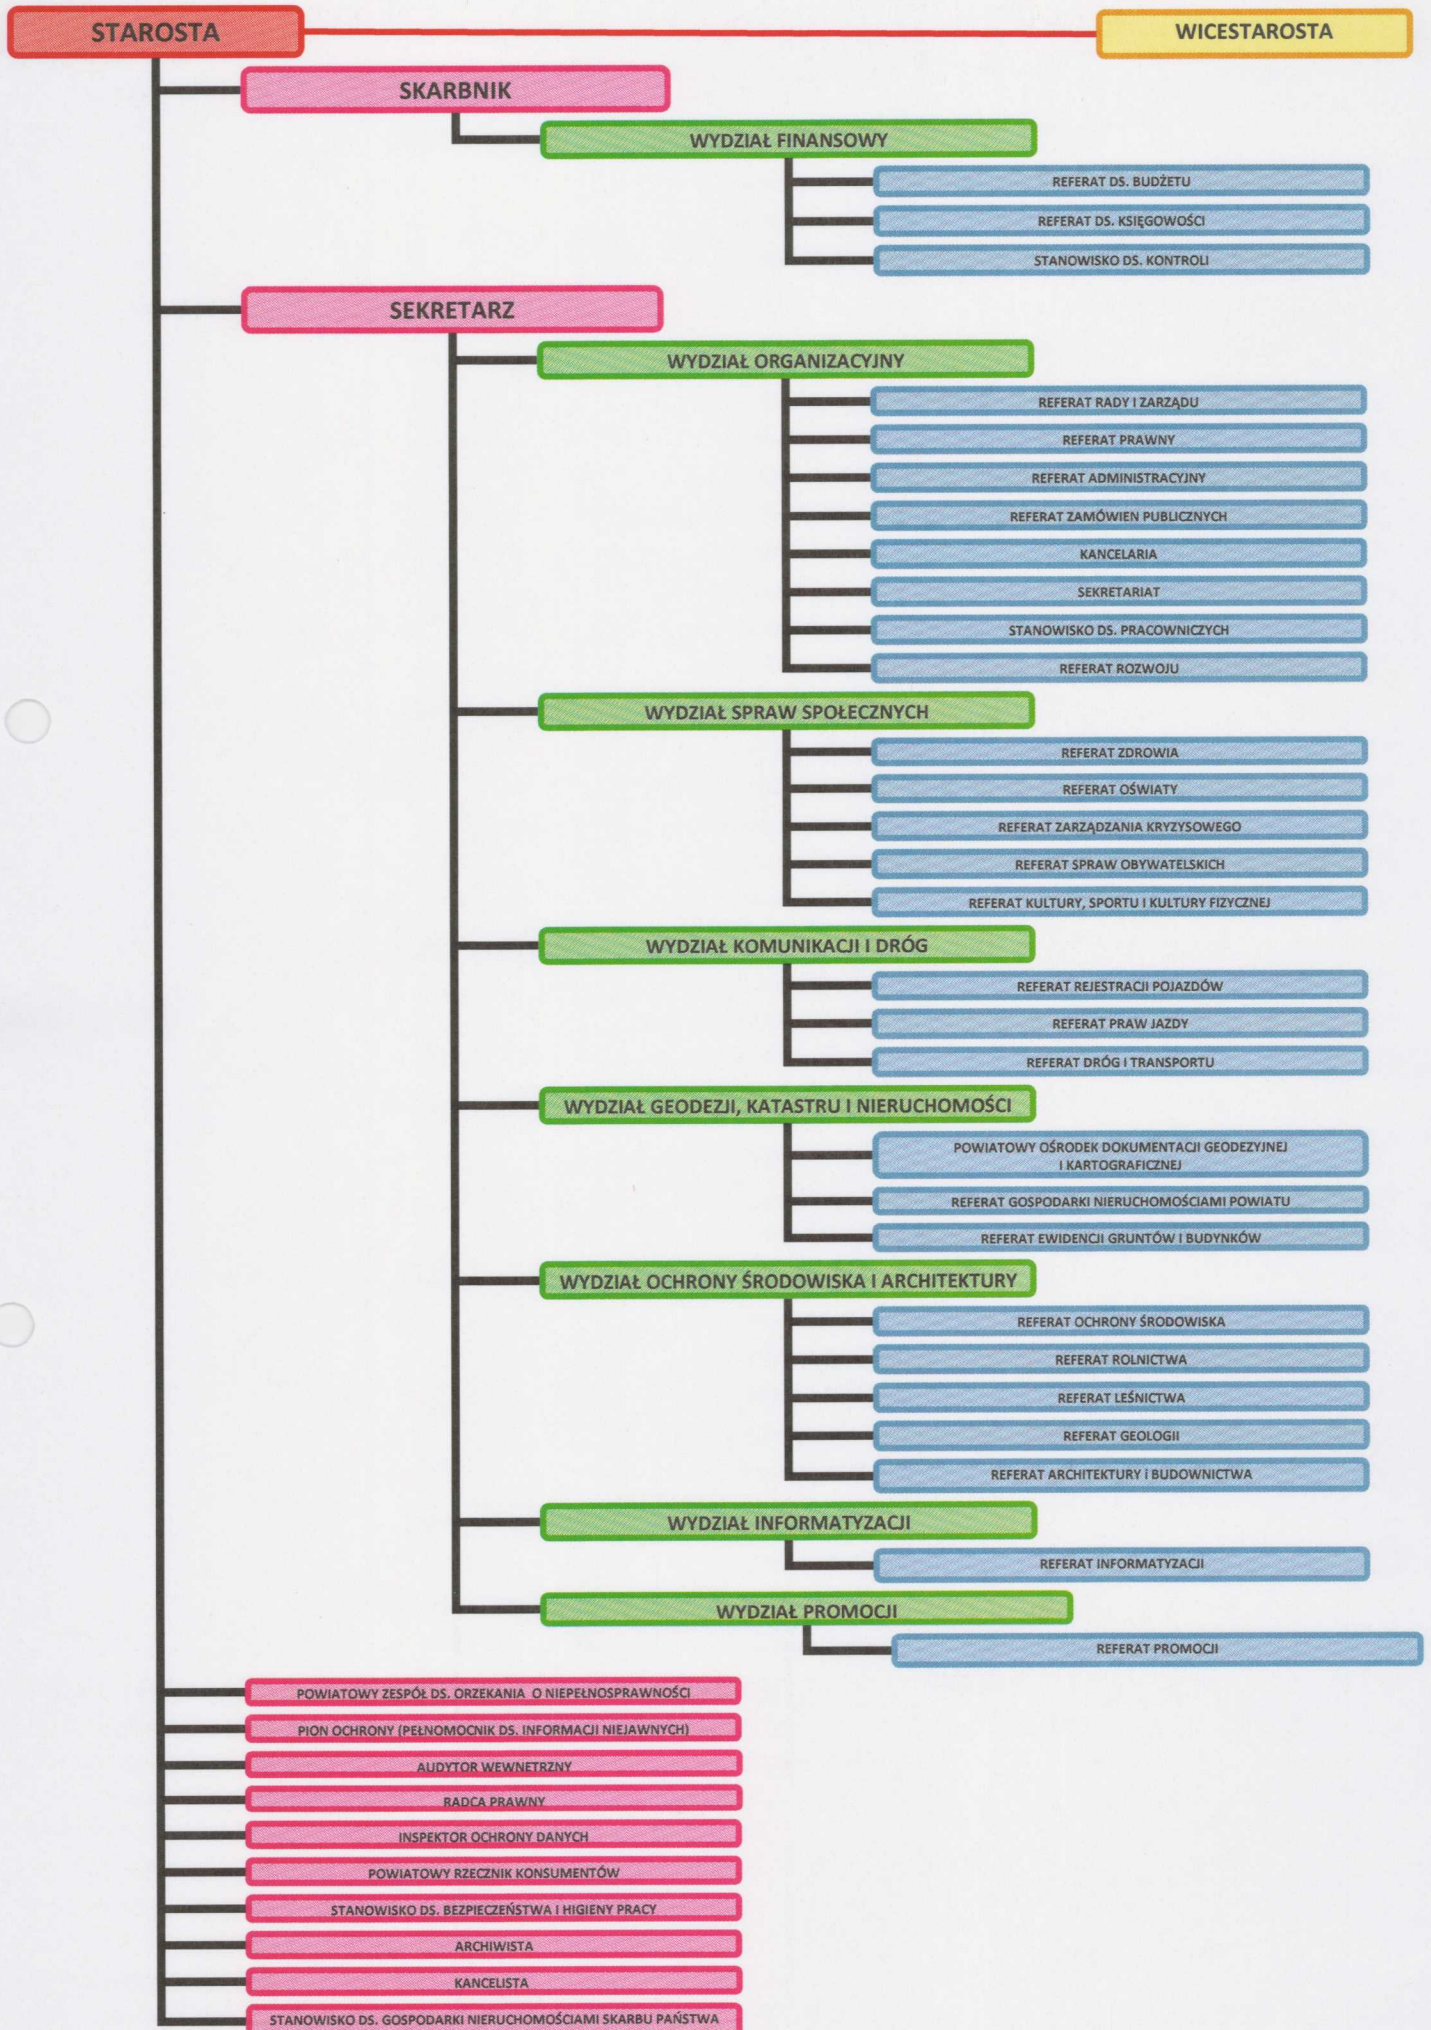 STAROSTA
WICESTAROSTA
SKARBNIK
WYDZIAŁ FINANSOWY
REFERAT DS. BUDŻETU
REFERAT DS. KSIĘGOWOŚCI
STANOWISKO DS. KONTROLI
SEKRETARZ
WYDZIAŁ ORGANIZACYJNY
REFERAT RADY I ZARZĄDU
REFERAT PRAWNY
REFERAT ADMINISTRACYJNY
REFERAT ZAMÓWIEN PUBLICZNYCH
KANCELARIA
SEKRETARIAT
STANOWISKO DS. PRACOWNICZYCH
REFERAT ROZWOJU
WYDZIAŁ SPRAW SPOŁECZNYCH
REFERAT ZDROWIA
REFERAT OŚWIATY
REFERAT ZARZĄDZANIA KRYZYSOWEGO
REFERAT SPRAW OBYWATELSKICH
REFERAT KULTURY, SPORTU I KULTURY FIZYCZNEJ
WYDZIAŁ KOMUNIKACJI I DRÓG
REFERAT REJESTRACJI POJAZDÓW
REFERAT PRAW JAZDY
REFERAT DRÓG I TRANSPORTU
WYDZIAŁ GEODEZJI, KATASTRU I NIERUCHOMOŚCI
POWIATOWY OŚRODEK DOKUMENTACJI GEODEZYJNEJ
I KARTOGRAFICZNEJ
REFERAT GOSPODARKI NIERUCHOMOŚCIAMI POWIATU
REFERAT EWIDENCJI GRUNTÓW I BUDYNKÓW
WYDZIAŁ OCHRONY ŚRODOWISKA I ARCHITEKTURY
REFERAT OCHRONY ŚRODOWISKA
REFERAT ROLNICTWA
REFERAT LEŚNICTWA
REFERAT GEOLOGII
REFERAT ARCHITEKTURY i BUDOWNICTWA
WYDZIAŁ INFORMATYZACJI
REFERAT INFORMATYZACJI
WYDZIAŁ PROMOCJI
REFERAT PROMOCJI
POWIATOWY ZESPÓŁ DS. ORZEKANIA O NIEPEŁNOSPRAWNOŚCI
PION OCHRONY (PEŁNOMOCNIK DS. INFORMACJI NIEJAWNYCH)
AUDYTOR WEWNETRZNY
RADCA PRAWNY
INSPEKTOR OCHRONY DANYCH
POWIATOWY RZECZNIK KONSUMENTÓW
STANOWISKO DS. BEZPIECZEŃSTWA I HIGIENY PRACY
ARCHIWISTA
KANCELISTA
STANOWISKO DS. GOSPODARKI NIERUCHOMOŚCIAMI SKARBU PAŃSTWA